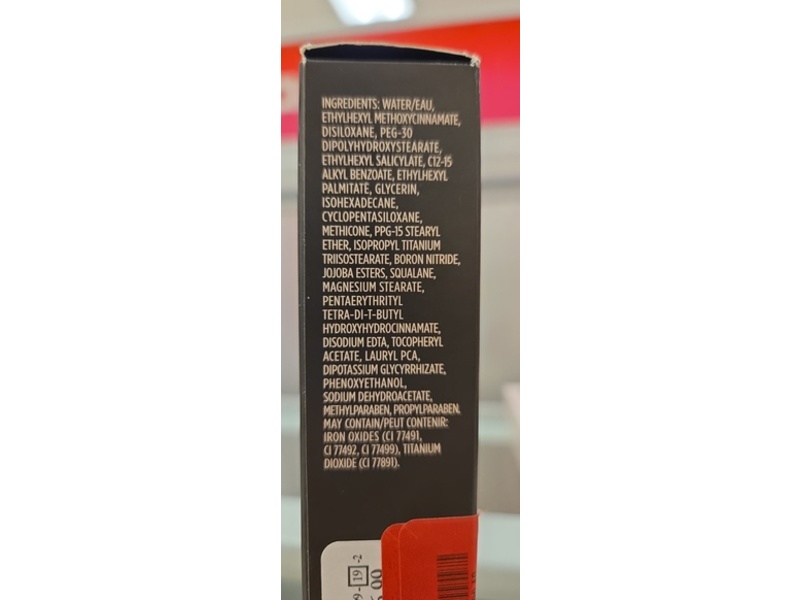 INGREDIENTS: WATER/EAU,
ETHYLHEXYL METHOXYCINNAMATE,
DISILOXANE, PEG-30
DIPOLYHYDROXYSTEARATE,
ETHYLHEXYL SALICYLATE, C12-15
ALKYL BENZOATE, ETHYLHEXYL
PALMITATE, GLYCERIN,
ISOHEXADECANE,
CYCLOPENTASILOXANE,
METHICONE, PPG-15 STEARYL
ETHER, ISOPROPYL TITANIUM
TRIISOSTEARATE, BORON NITRIDE,
JOJOBA ESTERS, SQUALANE,
MAGNESIUM STEARATE,
PENTAERYTHRITYL
TETRA-DI-T-BUTYL
HYDROXYHYDROCINNAMATE,
DISODIUM EDTA, TOCOPHERYL
ACETATE, LAURYL PCA,
DIPOTASSIUM GLYCYRRHIZATE,
PHENOXYETHANOL,
SODIUM DEHYDROACETATE,
METHYLPARABEN, PROPYLPARABEN.
MAY CONTAIN/PEUT CONTENIR:
IRON OXIDES (CI 77491,
CI 77492, CI 77499), TITANIUM
DIOXIDE (CI 77891).
9-19-2